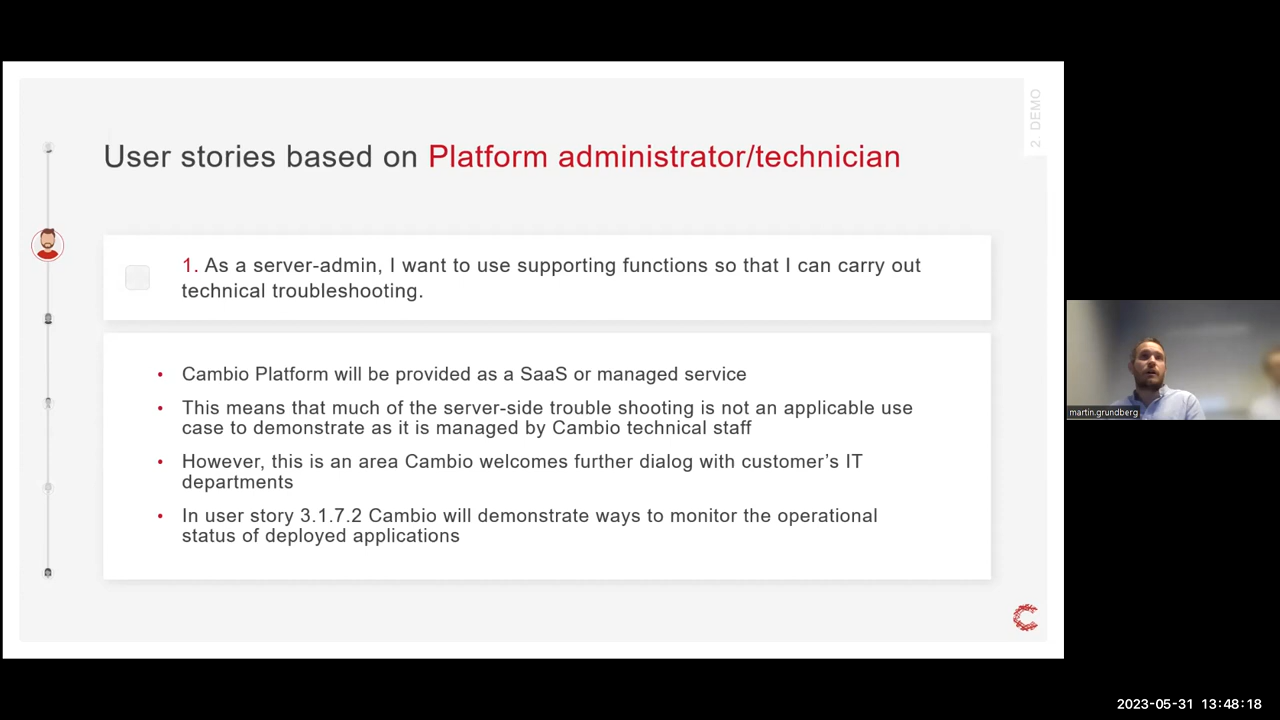 2. DEMO
User stories based on Platform administrator/technician
1. As a server-admin, I want to use supporting functions so that I can carry out
technical troubleshooting.
• Cambio Platform will be provided as a SaaS or managed service
• This means that much of the server-side trouble shooting is not an applicable use
case to demonstrate as it is managed by Cambio technical staff
• However, this is an area Cambio welcomes further dialog with customer’s IT
departments
• In user story 3.1.7.2 Cambio will demonstrate ways to monitor the operational
status of deployed applications
martin.grundberg
2023-05-31 13:48:18